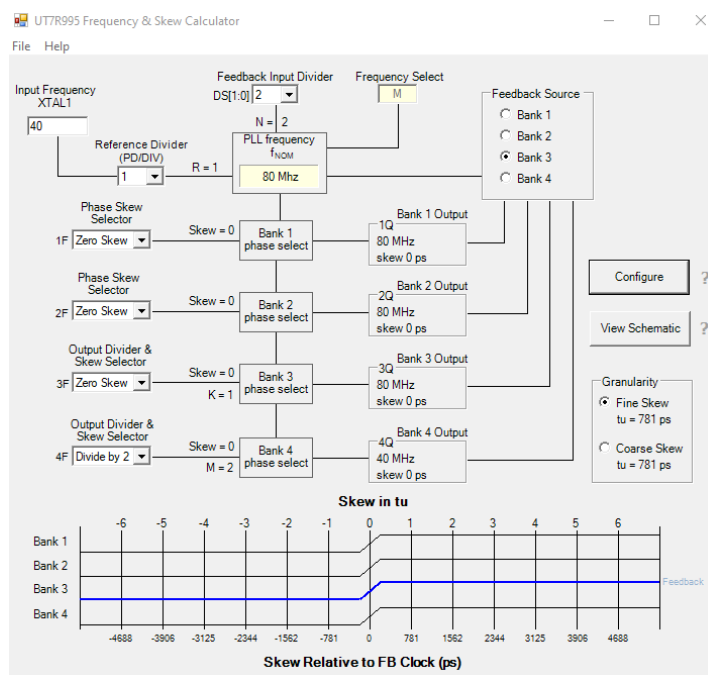 UT7R995 Frequency & Skew Calculator
File Help
Feedback Input Divider
DS[1:0] 2
Frequency Select
M
Input Frequency
XTAL1
40
N = 2
Reference Divider
(PD/DIV)
1
R = 1
PLL frequency
fNOM
80 Mhz
Feedback Source
Bank 1
Bank 2
Bank 3
Bank 4
Phase Skew
Selector
1F Zero Skew
Skew = 0
Bank 1
phase select
Bank 1 Output
1Q
80 MHz
skew 0 ps
Phase Skew
Selector
2F Zero Skew
Skew = 0
Bank 2
phase select
Bank 2 Output
2Q
80 MHz
skew 0 ps
Configure ?
View Schematic ?
Output Divider &
Skew Selector
3F Zero Skew
Skew = 0
K = 1
Bank 3
phase select
Bank 3 Output
3Q
80 MHz
skew 0 ps
Output Divider &
Skew Selector
4F Divide by 2
Skew = 0
M = 2
Bank 4
phase select
Bank 4 Output
4Q
40 MHz
skew 0 ps
Granularity
Fine Skew
tu = 781 ps
Coarse Skew
tu = 781 ps
Skew in tu
-6 -5 -4 -3 -2 -1 0 1 2 3 4 5 6
Bank 1
Bank 2
Bank 3
Feedback
Bank 4
-4688 -3906 -3125 -2344 -1562 -781 0 781 1562 2344 3125 3906 4688
Skew Relative to FB Clock (ps)